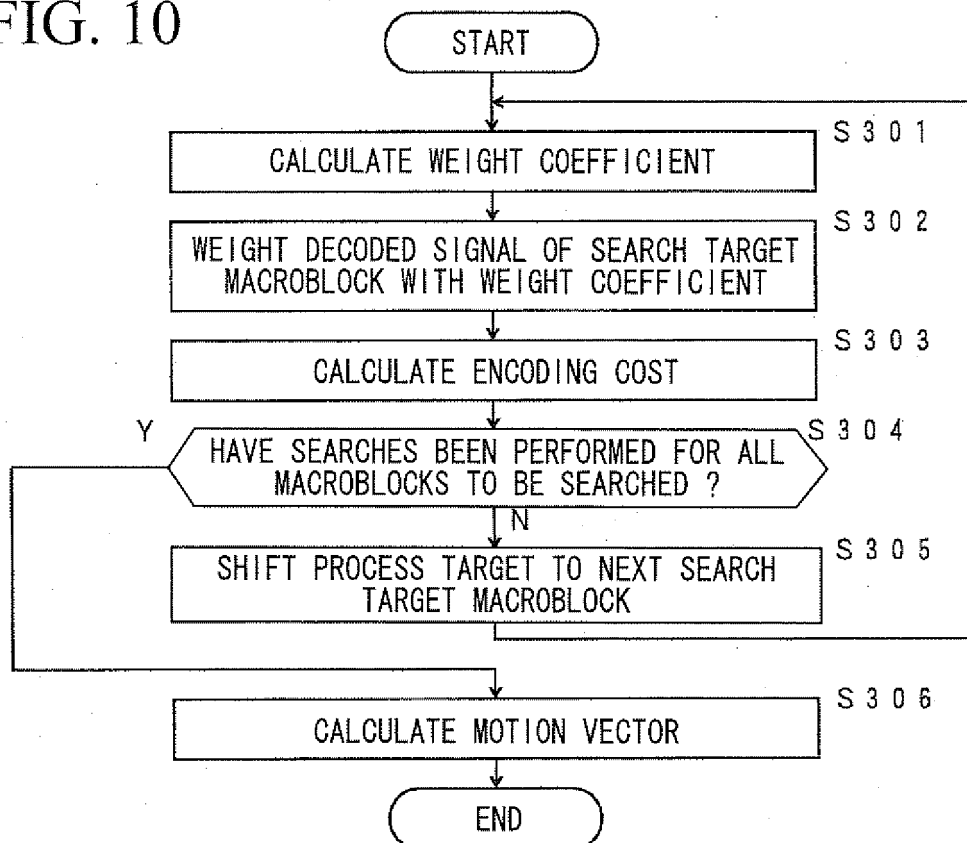 FIG. 10
START
S301
CALCULATE WEIGHT COEFFICIENT
S302
WEIGHT DECODED SIGNAL OF SEARCH TARGET
MACROBLOCK WITH WEIGHT COEFFICIENT
S303
CALCULATE ENCODING COST
Y
S304
HAVE SEARCHES BEEN PERFORMED FOR ALL
MACROBLOCKS TO BE SEARCHED ?
N
S305
SHIFT PROCESS TARGET TO NEXT SEARCH
TARGET MACROBLOCK
S306
CALCULATE MOTION VECTOR
END